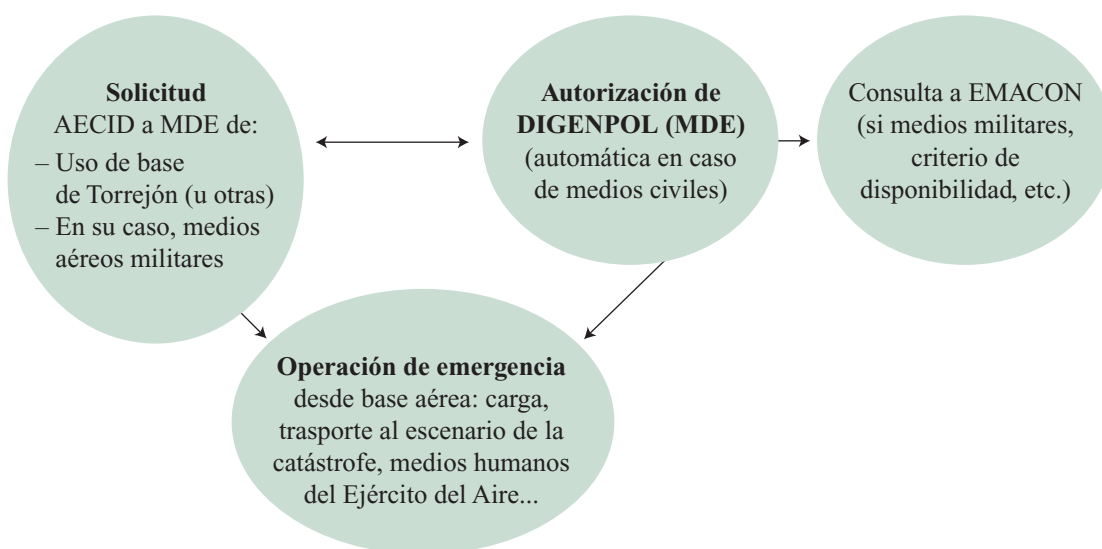 Solicitud
AECID a MDE de:
– Uso de base
de Torrejón (u otras)
– En su caso, medios
aéreos militares
Autorización de
DIGENPOL (MDE)
(automática en caso
de medios civiles)
Consulta a EMACON
(si medios militares,
criterio de
disponibilidad, etc.)
Operación de emergencia
desde base aérea: carga,
trasporte al escenario de la
catástrofe, medios humanos
del Ejército del Aire...